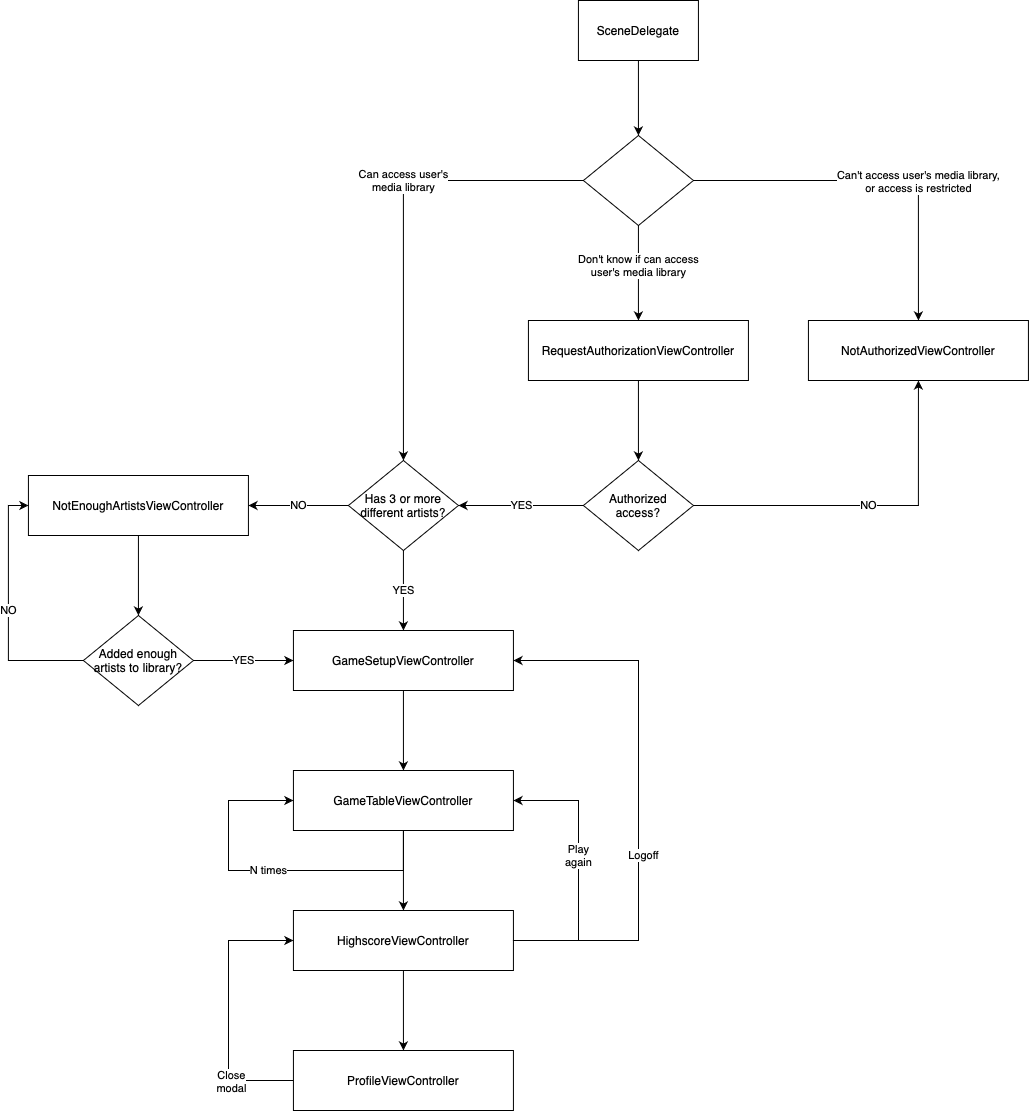 SceneDelegate
Can access user's
media library
Can't access user's media library,
or access is restricted
Don't know if can access
user's media library
RequestAuthorizationViewController
NotAuthorizedViewController
NotEnoughArtistsViewController
NO
Has 3 or more
different artists?
YES
Authorized
access?
NO
YES
NO
Added enough
artists to library?
YES
GameSetupViewController
GameTableViewController
Play
again
Logoff
N times
HighscoreViewController
Close
modal
ProfileViewController